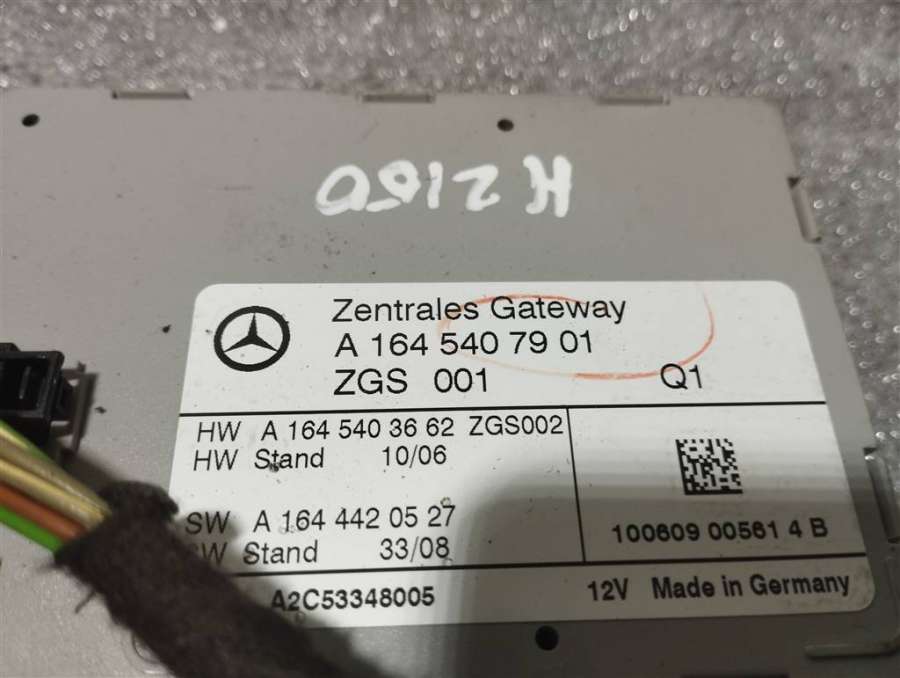 Zentrales Gateway
A 164 540 79 01
ZGS 001 Q1
HW A 164 540 36 62 ZGS002
HW Stand 10/06
SW A 164 442 05 27
SW Stand 33/08
100609 00561 4 B
A2C53348005 12V Made in Germany